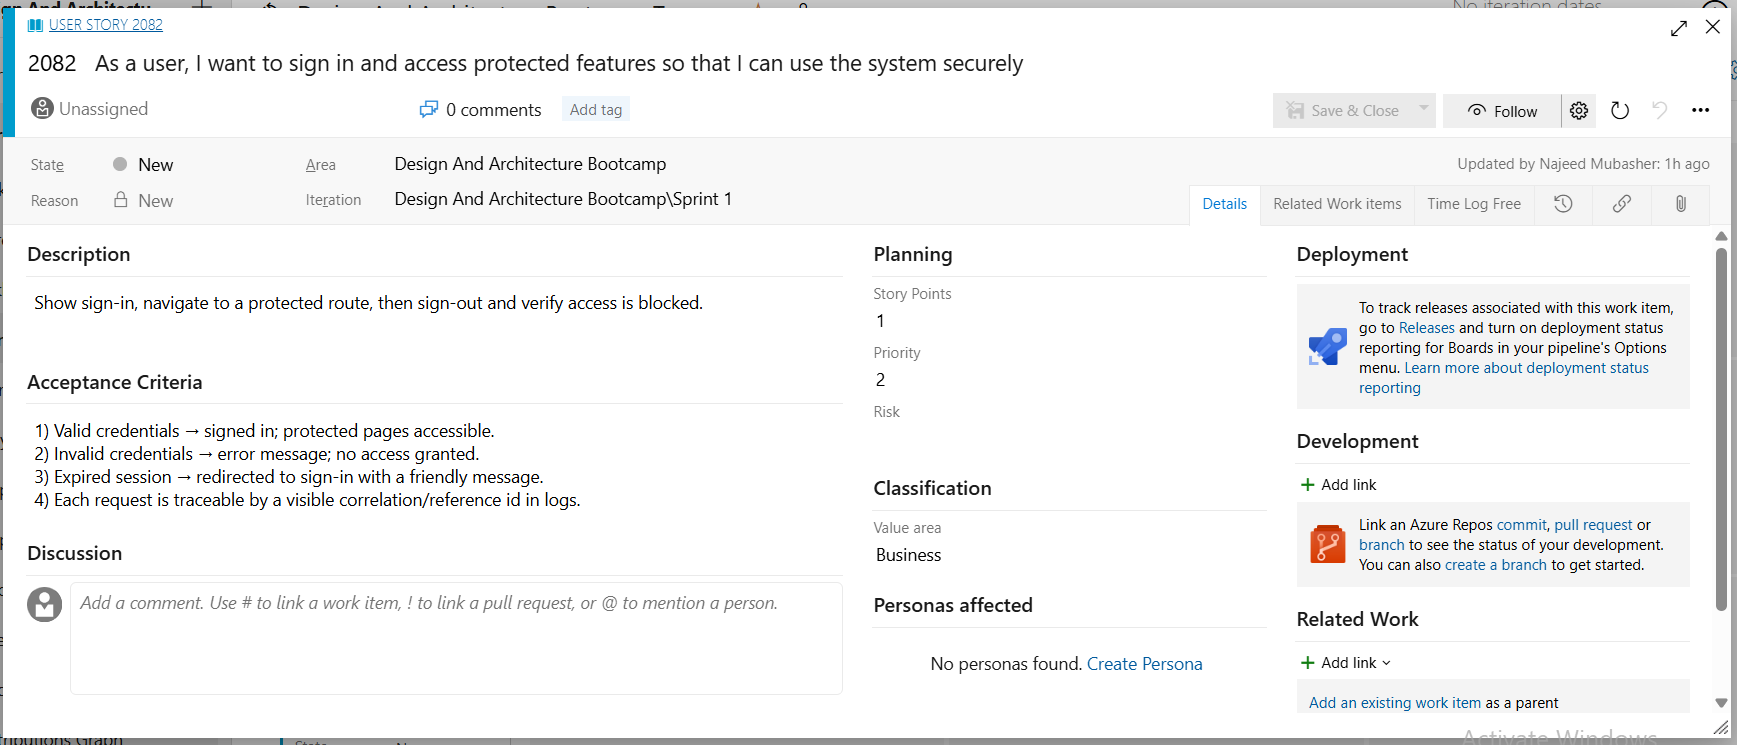 No iteration dates
USER STORY 2082
2082 As a user, I want to sign in and access protected features so that I can use the system securely
Unassigned
0 comments
Add tag
Save & Close
Follow
State
New
Area
Design And Architecture Bootcamp
Updated by Najeed Mubasher: 1h ago
Reason
New
Iteration
Design And Architecture Bootcamp\Sprint 1
Details
Related Work items
Time Log Free
Description
Show sign-in, navigate to a protected route, then sign-out and verify access is blocked.
Acceptance Criteria
1) Valid credentials → signed in; protected pages accessible.
2) Invalid credentials → error message; no access granted.
3) Expired session → redirected to sign-in with a friendly message.
4) Each request is traceable by a visible correlation/reference id in logs.
Discussion
Add a comment. Use # to link a work item, ! to link a pull request, or @ to mention a person.
Planning
Story Points
1
Priority
2
Risk
Classification
Value area
Business
Personas affected
No personas found. Create Persona
Deployment
To track releases associated with this work item,
go to Releases and turn on deployment status
reporting for Boards in your pipeline's Options
menu. Learn more about deployment status
reporting
Development
+ Add link
Link an Azure Repos commit, pull request or
branch to see the status of your development.
You can also create a branch to get started.
Related Work
+ Add link
Add an existing work item as a parent
Activate Windows